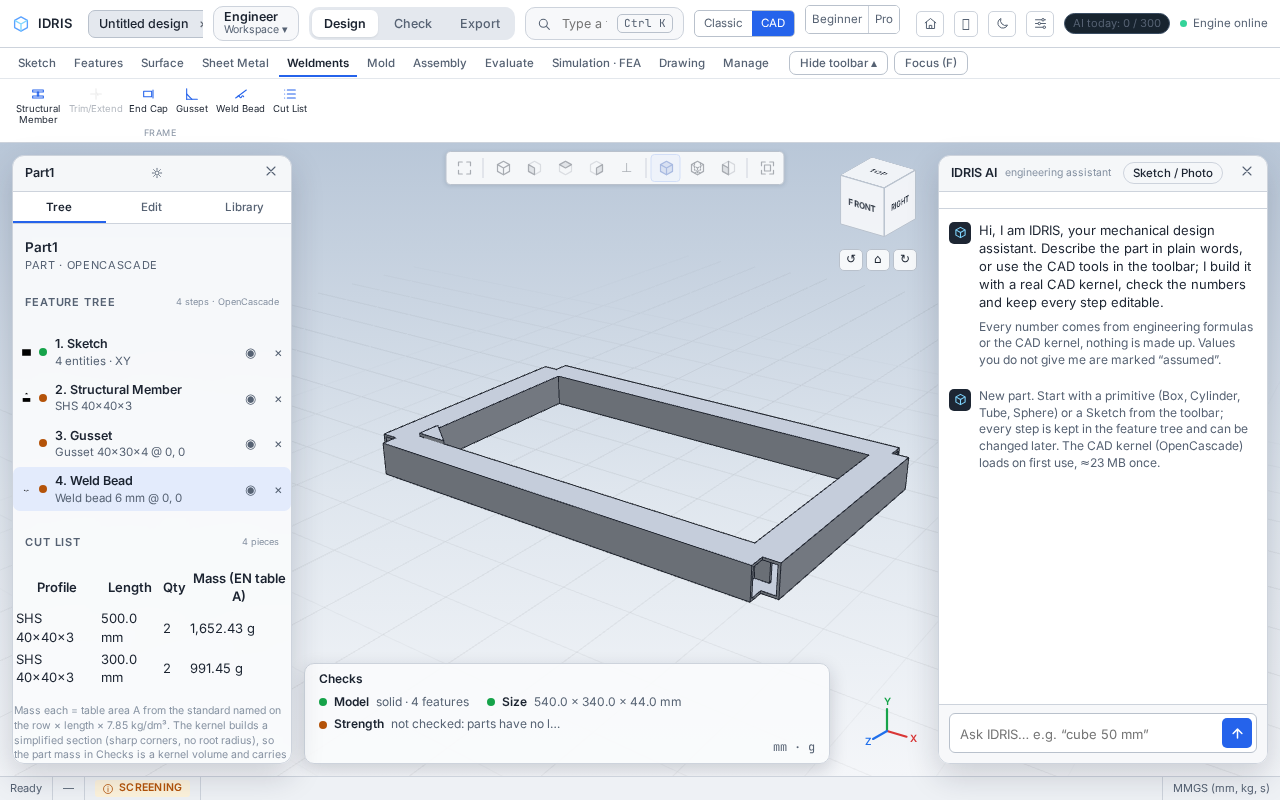 IDRIS
Untitled design
Engineer
Workspace ▾
Design
Check
Export
Type a
Ctrl K
Classic
CAD
Beginner
Pro
AI today: 0 / 300
Engine online
Sketch
Features
Surface
Sheet Metal
Weldments
Mold
Assembly
Evaluate
Simulation · FEA
Drawing
Manage
Hide toolbar ▴
Focus (F)
Structural
Member
Trim/Extend
End Cap
Gusset
Weld Bead
Cut List
FRAME
Part1
Tree
Edit
Library
Part1
PART · OPENCASCADE
FEATURE TREE
4 steps · OpenCascade
1. Sketch
4 entities · XY
2. Structural Member
SHS 40×40×3
3. Gusset
Gusset 40×30×4 @ 0, 0
4. Weld Bead
Weld bead 6 mm @ 0, 0
CUT LIST
4 pieces
Profile Length Qty Mass (EN table
A)
SHS 500.0
40×40×3 mm 2 1,652.43 g
SHS 300.0
40×40×3 mm 2 991.45 g
Mass each = table area A from the standard named on
the row × length × 7.85 kg/dm³. The kernel builds a
simplified section (sharp corners, no root radius), so
the part mass in Checks is a kernel volume and carries
TOP
FRONT
RIGHT
Checks
Model solid · 4 features
Size 540.0 × 340.0 × 44.0 mm
Strength not checked: parts have no l…
mm · g
Y
Z
X
IDRIS AI
engineering assistant
Sketch / Photo
Hi, I am IDRIS, your mechanical design
assistant. Describe the part in plain words,
or use the CAD tools in the toolbar; I build it
with a real CAD kernel, check the numbers
and keep every step editable.
Every number comes from engineering formulas
or the CAD kernel, nothing is made up. Values
you do not give me are marked “assumed”.
New part. Start with a primitive (Box, Cylinder,
Tube, Sphere) or a Sketch from the toolbar;
every step is kept in the feature tree and can be
changed later. The CAD kernel (OpenCascade)
loads on first use, ≈23 MB once.
Ask IDRIS… e.g. “cube 50 mm”
Ready
—
SCREENING
MMGS (mm, kg, s)